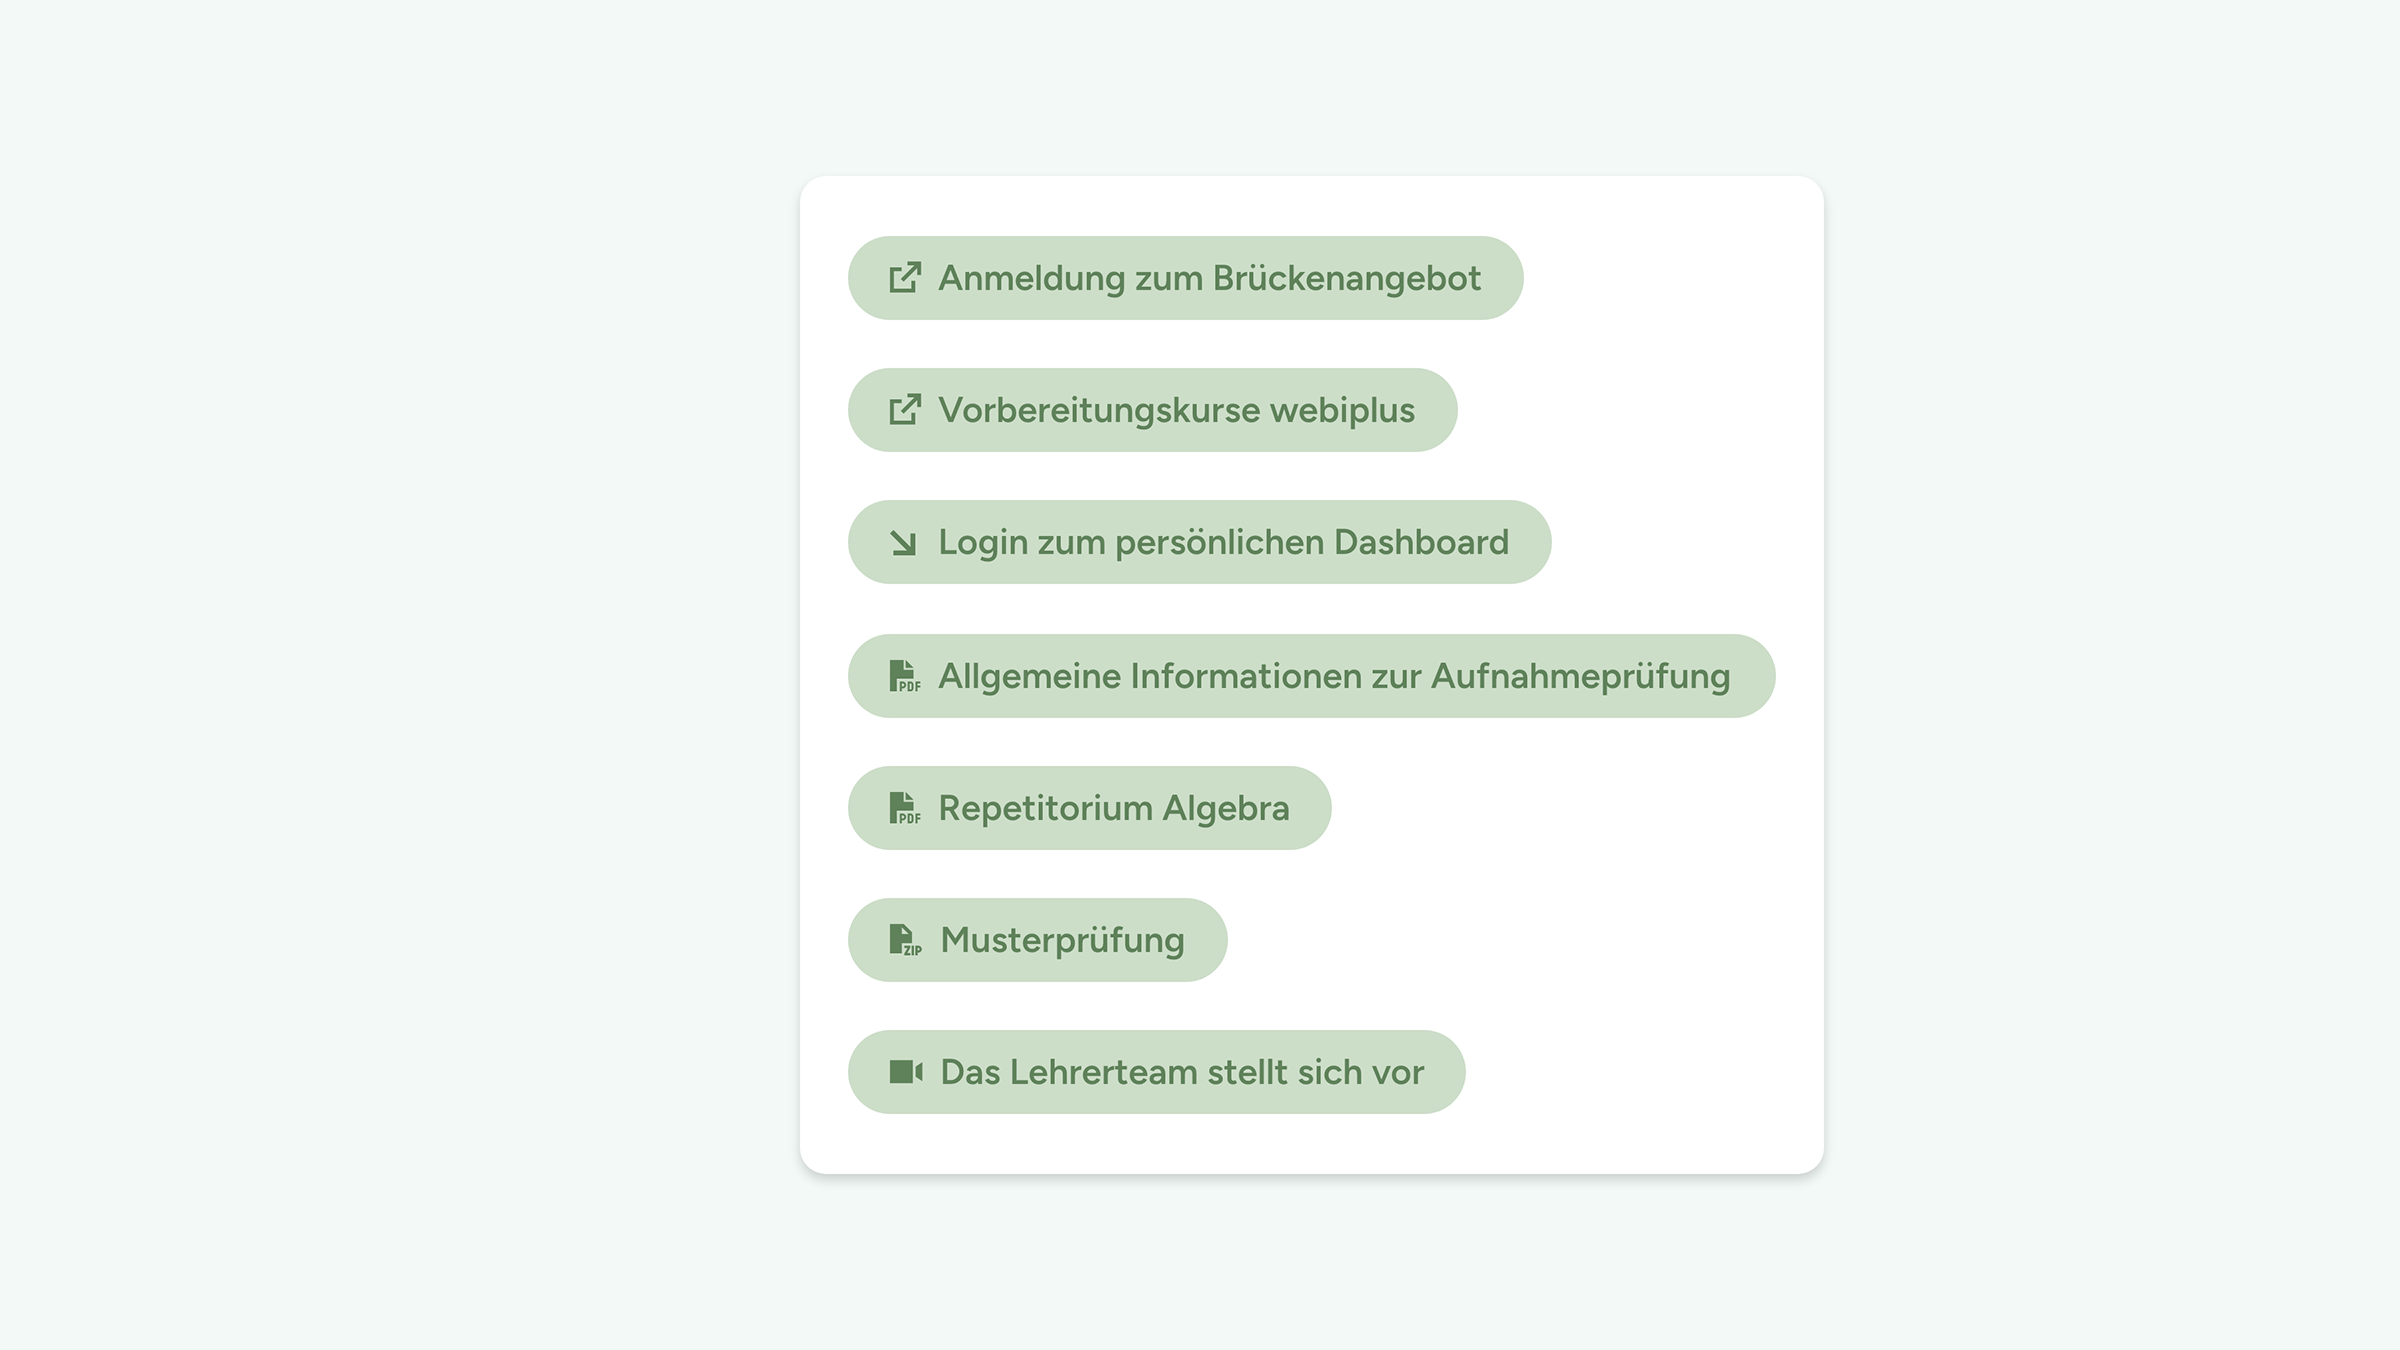 Anmeldung zum Brückenangebot
Vorbereitungskurse webiplus
Login zum persönlichen Dashboard
PDF Allgemeine Informationen zur Aufnahmeprüfung
PDF Repetitorium Algebra
ZIP Musterprüfung
Das Lehrerteam stellt sich vor